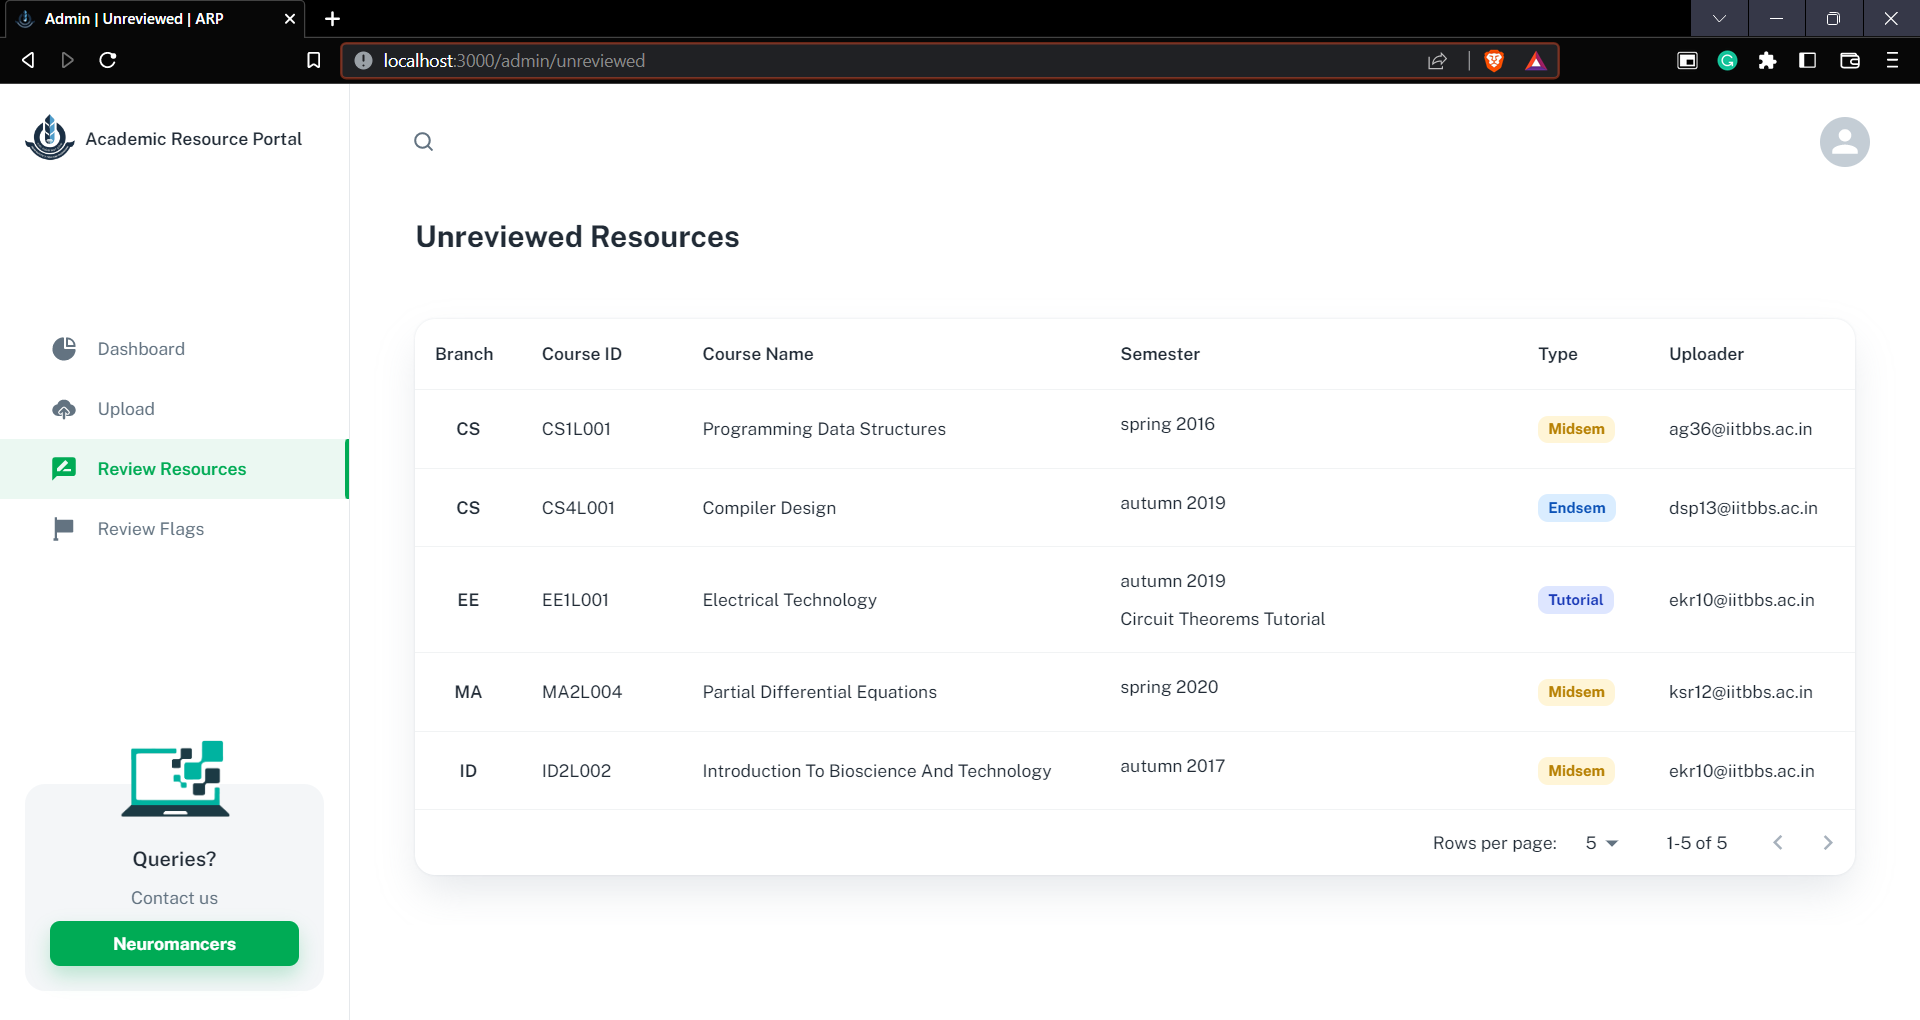 Admin | Unreviewed | ARP
localhost:3000/admin/unreviewed
Academic Resource Portal
Unreviewed Resources
Dashboard
Upload
Review Resources
Review Flags
Branch Course ID Course Name Semester Type Uploader
CS CS1L001 Programming Data Structures spring 2016 Midsem ag36@iitbbs.ac.in
CS CS4L001 Compiler Design autumn 2019 Endsem dsp13@iitbbs.ac.in
EE EE1L001 Electrical Technology autumn 2019 Tutorial ekr10@iitbbs.ac.in
Circuit Theorems Tutorial
MA MA2L004 Partial Differential Equations spring 2020 Midsem ksr12@iitbbs.ac.in
ID ID2L002 Introduction To Bioscience And Technology autumn 2017 Midsem ekr10@iitbbs.ac.in
Rows per page: 5 1-5 of 5
Queries?
Contact us
Neuromancers